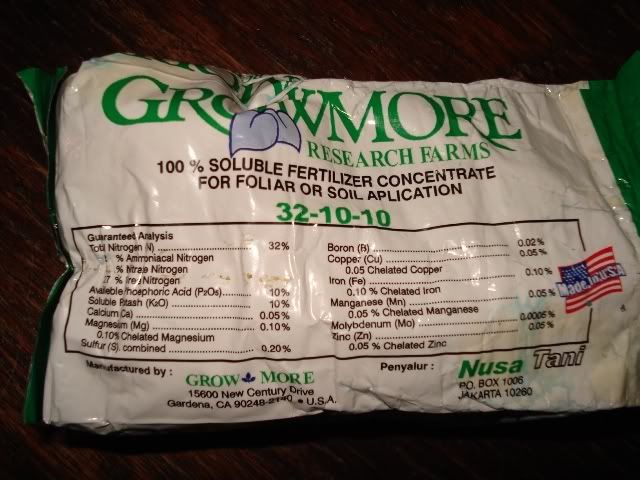 GROWMORE
RESEARCH FARMS
100 % SOLUBLE FERTILIZER CONCENTRATE
FOR FOLIAR OR SOIL APLICATION
32-10-10
Guaranteed Analysis
Total Nitrogen (N) 32%
% Ammoniacal Nitrogen
% Nitrate Nitrogen
Nitrogen
Phosphoric Acid (P2O5) 10%
Soluble (K2O) 10%
Calcium Ca) 0.05 %
Magnesium (Mg) 0.10 %
0.10% Chelated Magnesium
Sulfur (S). combined 0.20 %
Boron (B) 0.02 %
Copper (Cu) 0.05 %
0.05 Chelated Copper
Iron (Fe) 0.10 %
0.10 % Chelated Iron
Manganese (Mn) 0.05 %
0.05 % Chelated Manganese
Molybdenum (Mo) 0.0005 %
Zinc (Zn) 0.05 %
0.05 % Chelated Zinc
Made in U.S.A
Manufactured by :
GROW MORE
15600 New Century Drive
Gardena, CA 90248-2140 • U.S.A.
Penyalur :
Nusa Tani
P.O. BOX 1006
JAKARTA 10260